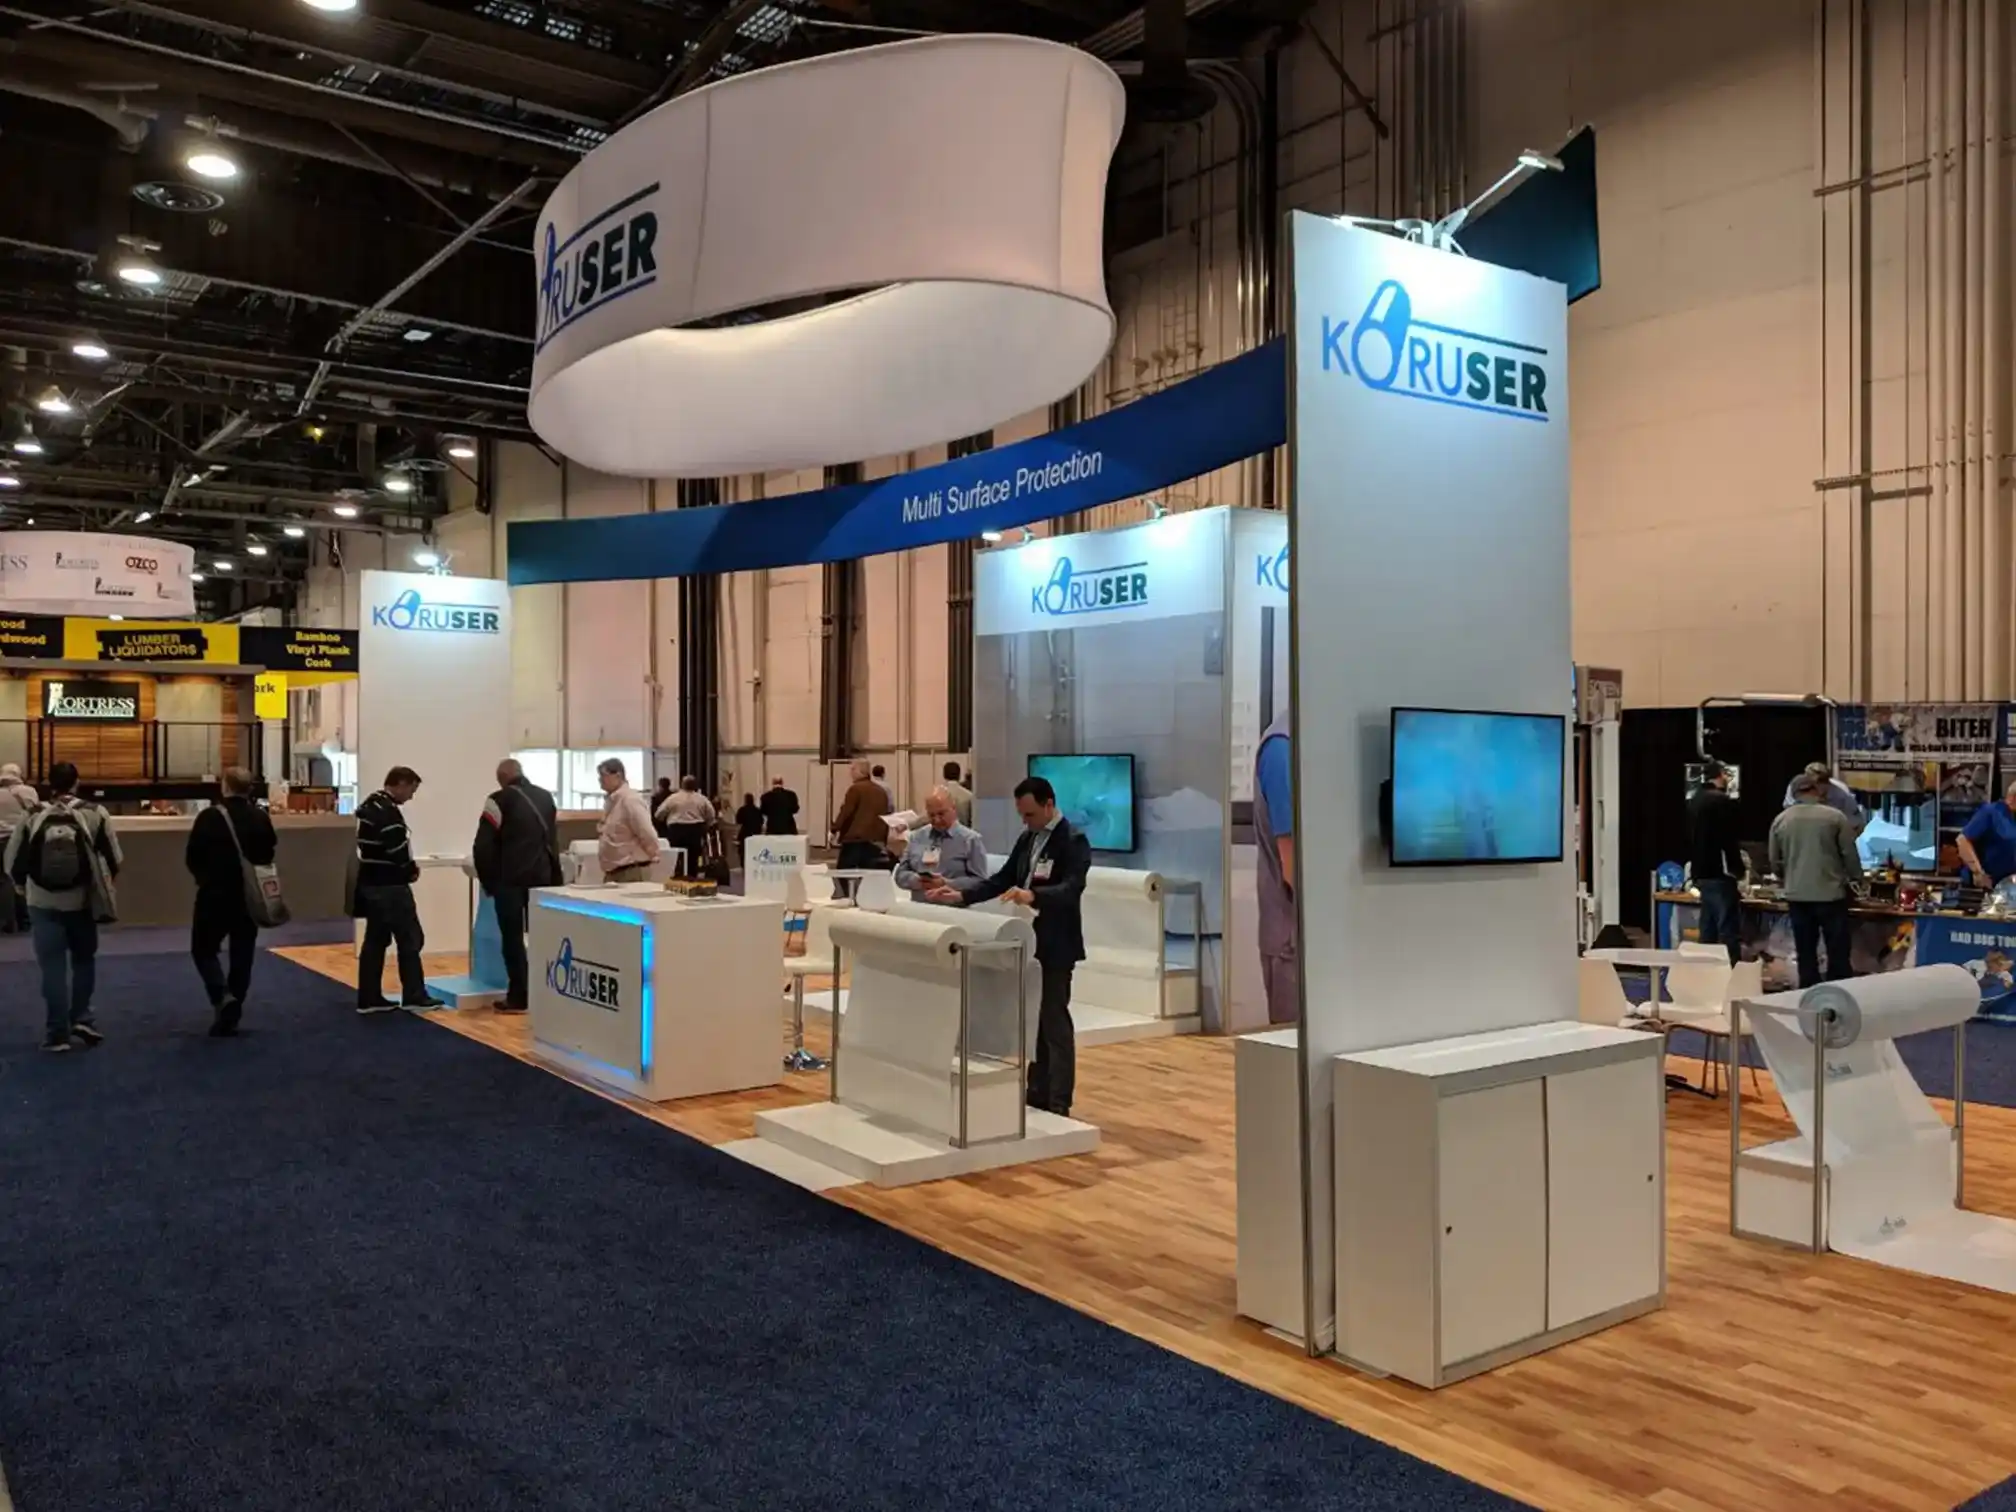 KORUSER
KORUSER
Multi Surface Protection
KORUSER
KORUSER
KORUSER
KORUSER
OZCO
LUMBER
LIQUIDATORS
Bamboo
Vinyl Plank
Cork
FORTRESS
BITER